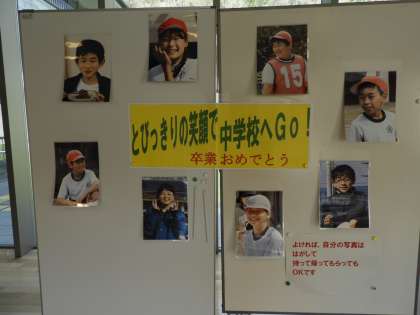 15
とびっきりの笑顔で 中学校へGo！
卒業おめでとう
よければ、自分の写真は
はがして
持って帰ってもらっても
OKです